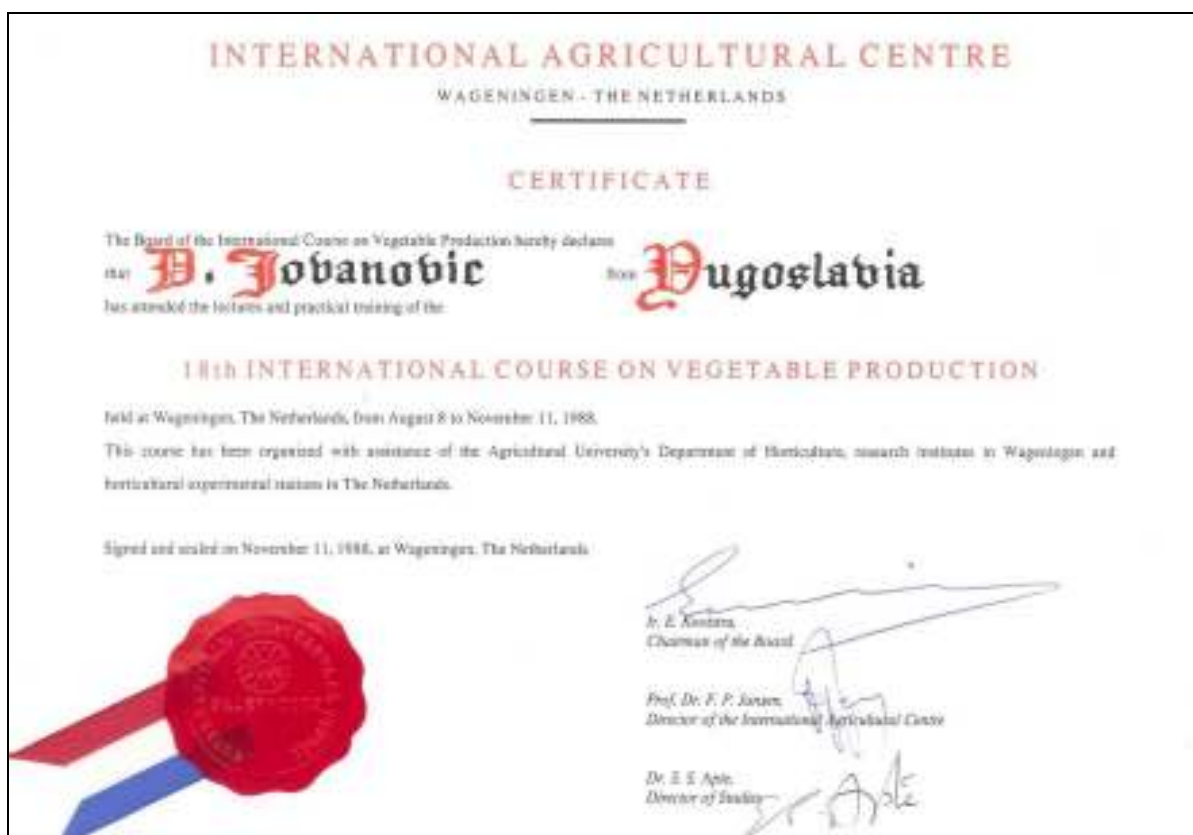 INTERNATIONAL AGRICULTURAL CENTRE
WAGENINGEN - THE NETHERLANDS
CERTIFICATE
The Board of the International Course on Vegetable Production hereby declares
that D. Jovanovic from Yugoslavia
has attended the lectures and practical training of the
18th INTERNATIONAL COURSE ON VEGETABLE PRODUCTION
held at Wageningen, The Netherlands, from August 8 to November 11, 1988.
This course has been organized with assistance of the Agricultural University's Department of Horticulture, research institutes in Wageningen and
horticultural experimental stations in The Netherlands.
Signed and sealed on November 11, 1988, at Wageningen, The Netherlands
Ir. E.
Chairman of the Board
Prof. Dr. F. P. Jansen,
Director of the International Agricultural Centre
Dr. S. S. Apte,
Director of Studies
Apte